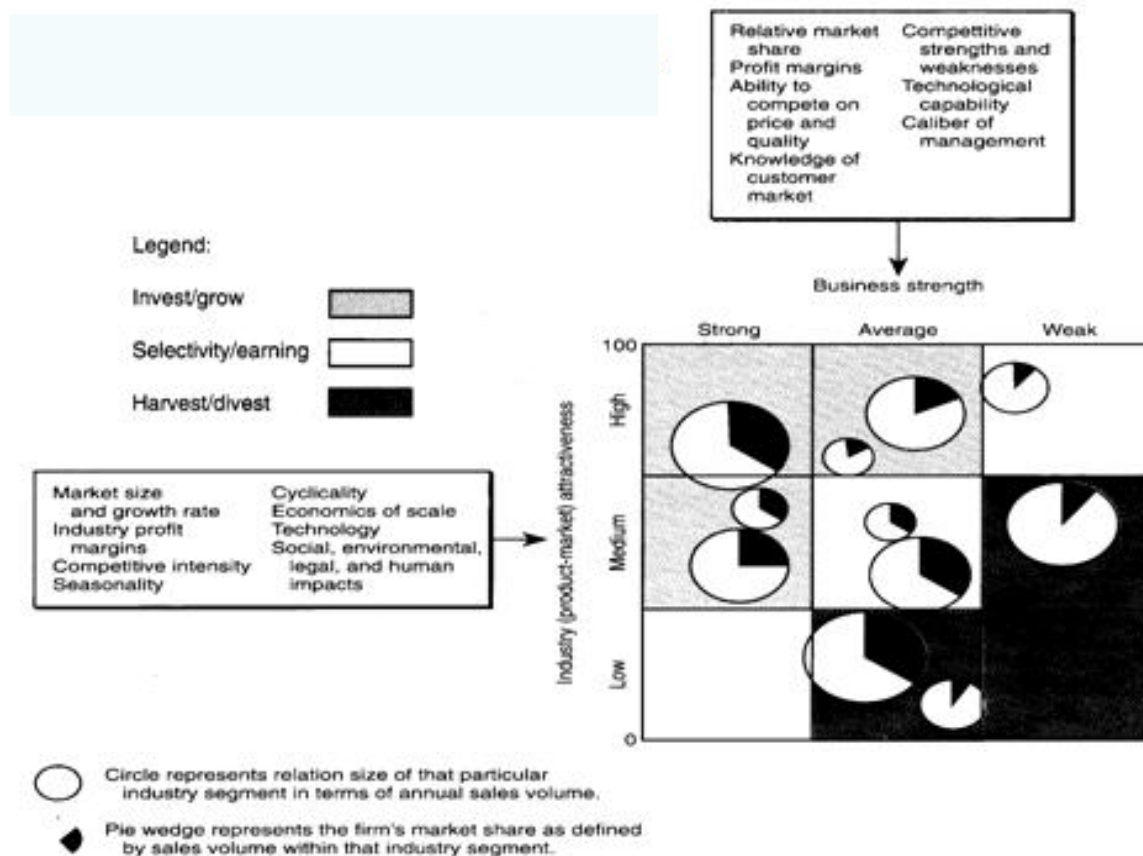 Relative market
share
Profit margins
Ability to
compete on
price and
quality
Knowledge of
customer
market
Compettitive
strengths and
weaknesses
Technological
capability
Caliber of
management
Legend:
Invest/grow
Selectivity/earning
Harvest/divest
Business strength
Strong Average Weak
100
High
Medium
Low
0
Industry (product-market) attractiveness
Market size
and growth rate
Industry profit
margins
Competitive intensity
Seasonality
Cyclicality
Economics of scale
Technology
Social, environmental,
legal, and human
impacts
Circle represents relation size of that particular
industry segment in terms of annual sales volume.
Pie wedge represents the firm's market share as defined
by sales volume within that industry segment.